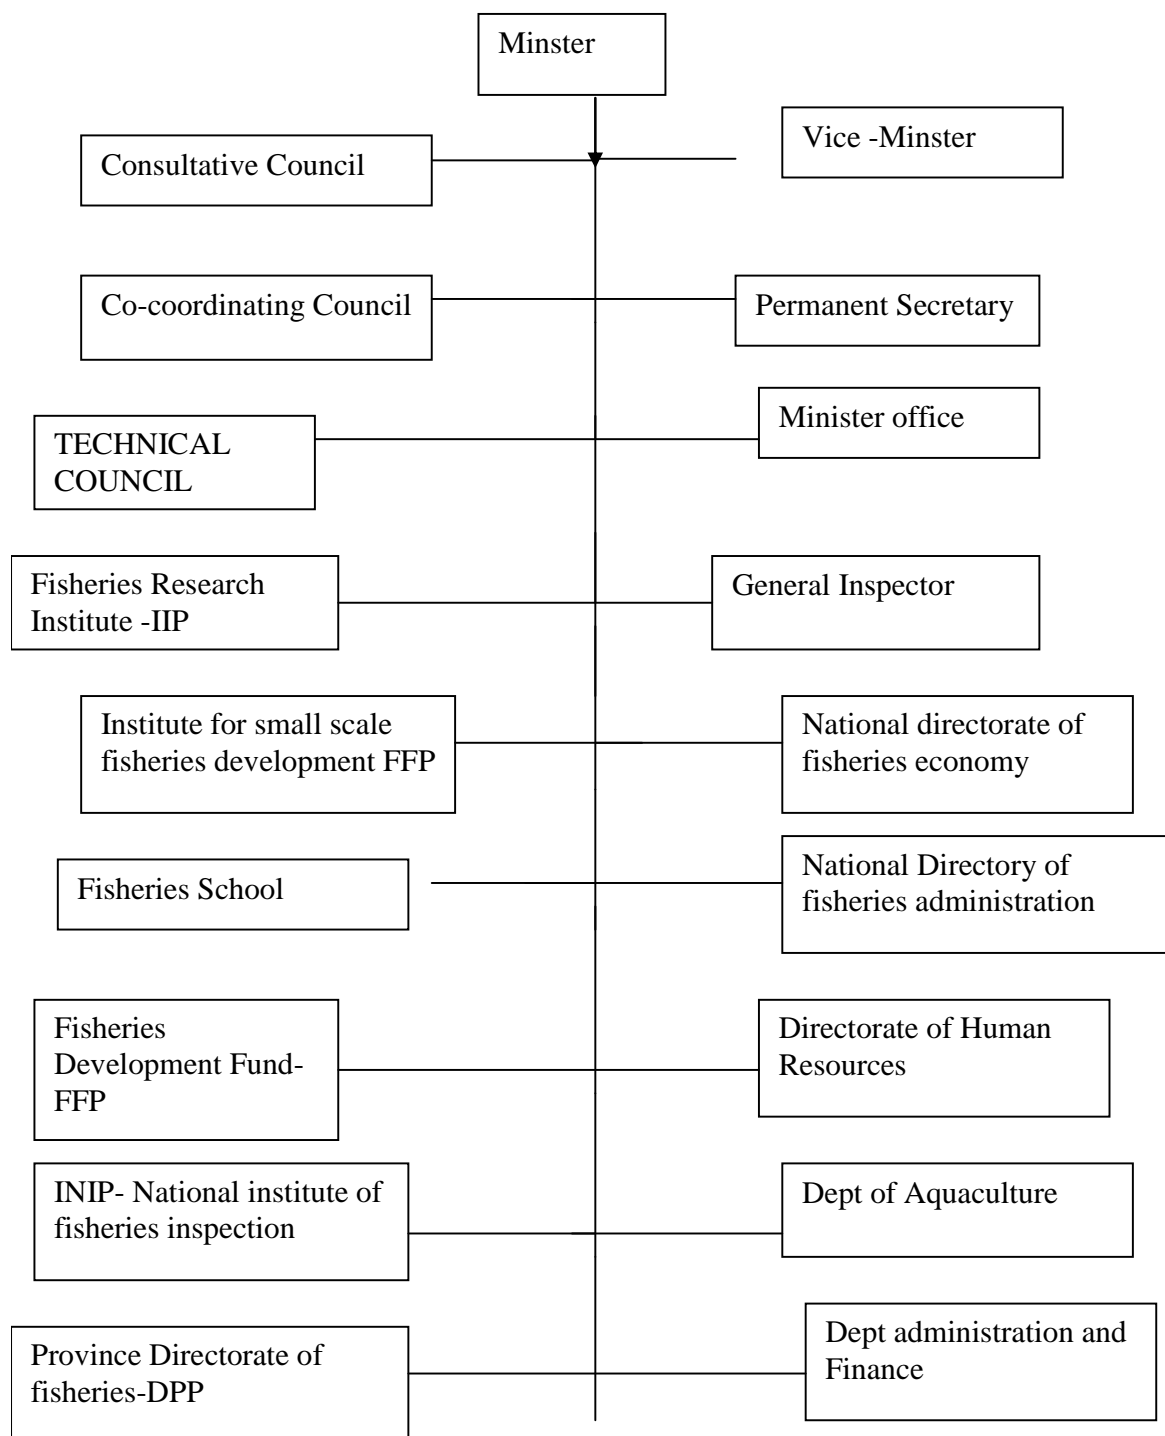 Minster
Vice -Minster
Consultative Council
Co-coordinating Council
Permanent Secretary
Minister office
TECHNICAL
COUNCIL
Fisheries Research
Institute -IIP
General Inspector
Institute for small scale
fisheries development FFP
National directorate of
fisheries economy
Fisheries School
National Directory of
fisheries administration
Fisheries
Development Fund-
FFP
Directorate of Human
Resources
INIP- National institute of
fisheries inspection
Dept of Aquaculture
Province Directorate of
fisheries-DPP
Dept administration and
Finance